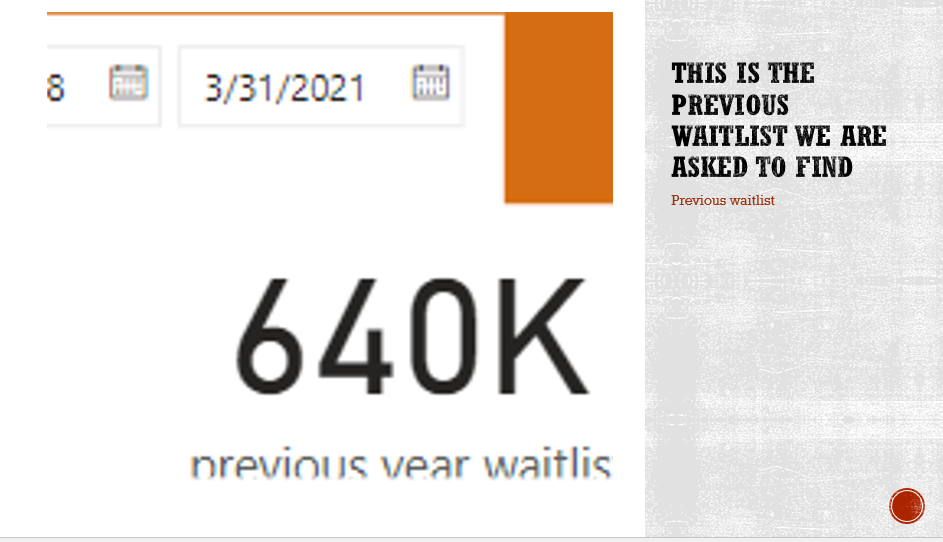 8 3/31/2021
640K
previous year waitlis
THIS IS THE
PREVIOUS
WAITLIST WE ARE
ASKED TO FIND
Previous waitlist